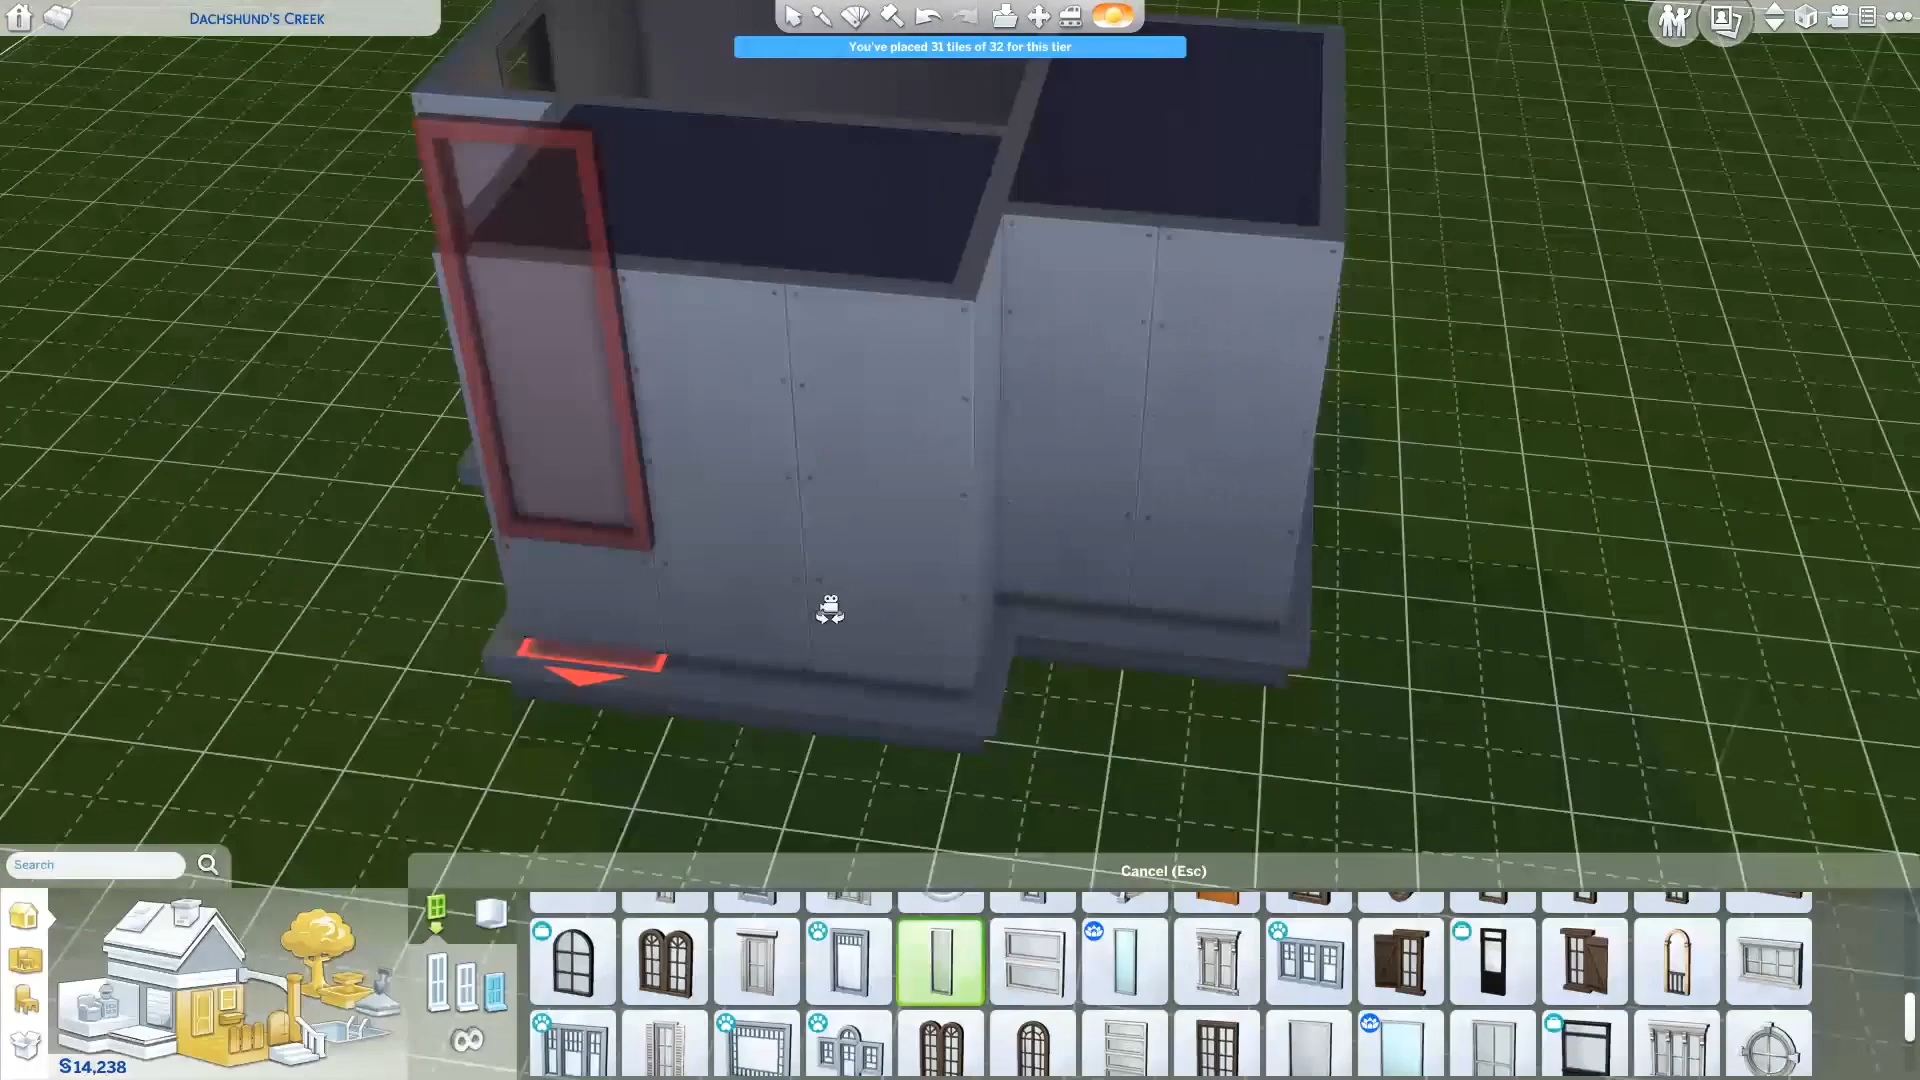 DACHSHUND'S CREEK
You've placed 31 tiles of 32 for this tier
Search
Cancel (Esc)
§14,238